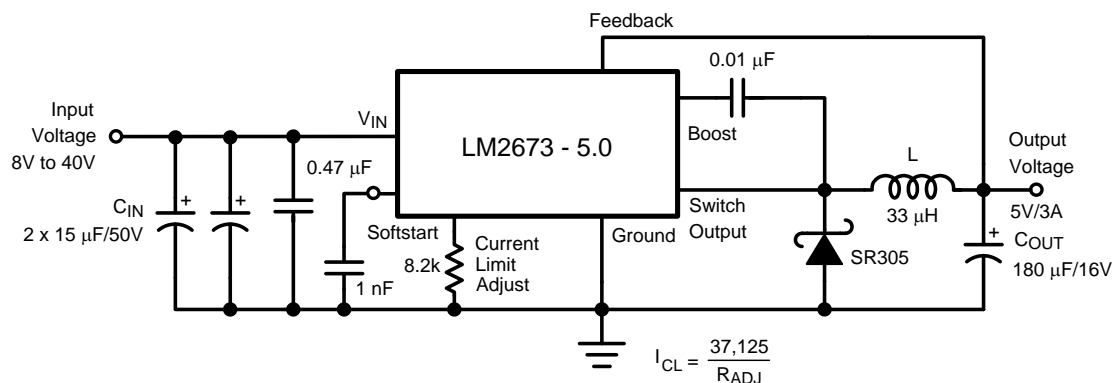 Feedback
0.01 μF
Input
Voltage
8V to 40V
VIN
LM2673 - 5.0
Boost
Output
Voltage
0.47 μF
L
CIN
2 x 15 μF/50V
Softstart
Ground
Switch
Output
33 μH
5V/3A
8.2k
Current
Limit
Adjust
1 nF
SR305
COUT
180 μF/16V
ICL = 37,125
RADJ